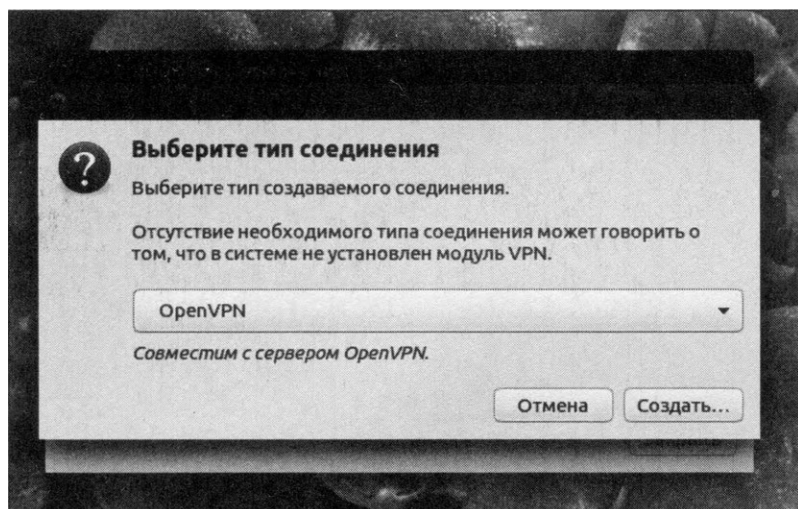 Выберите тип соединения
Выберите тип создаваемого соединения.
Отсутствие необходимого типа соединения может говорить о
том, что в системе не установлен модуль VPN.
OpenVPN
Совместим с сервером OpenVPN.
Отмена
Создать...